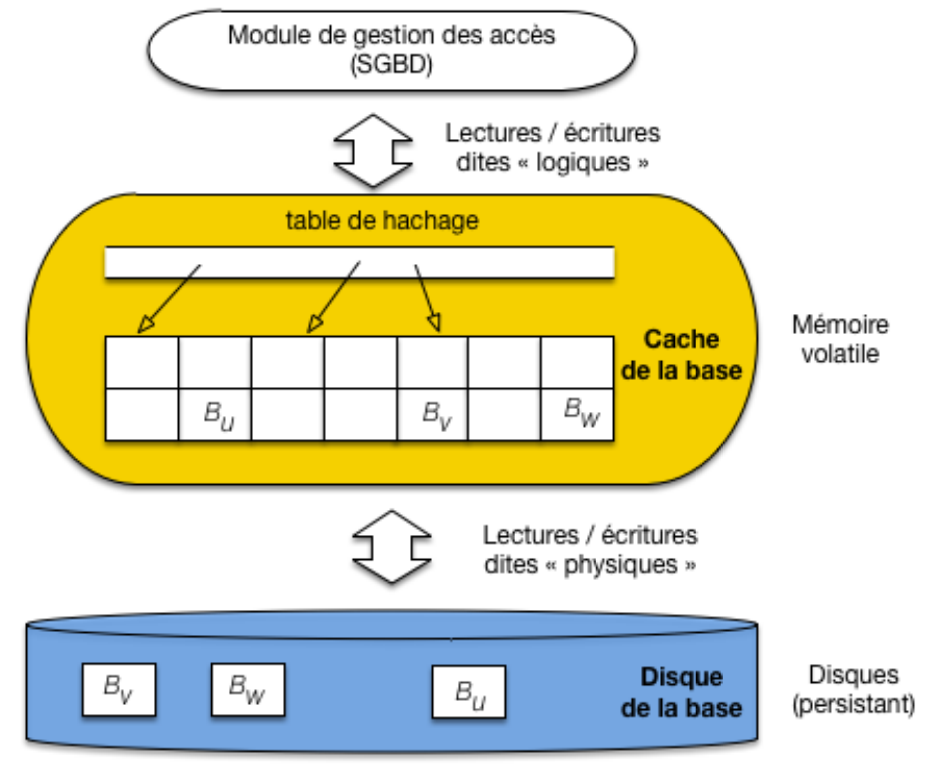 Module de gestion des accès
(SGBD)
Lectures / écritures
dites « logiques »
table de hachage
Cache
de la base
Mémoire
volatile
B_U B_V B_W
Lectures / écritures
dites « physiques »
B_V B_W B_U
Disque
de la base
Disques
(persistant)